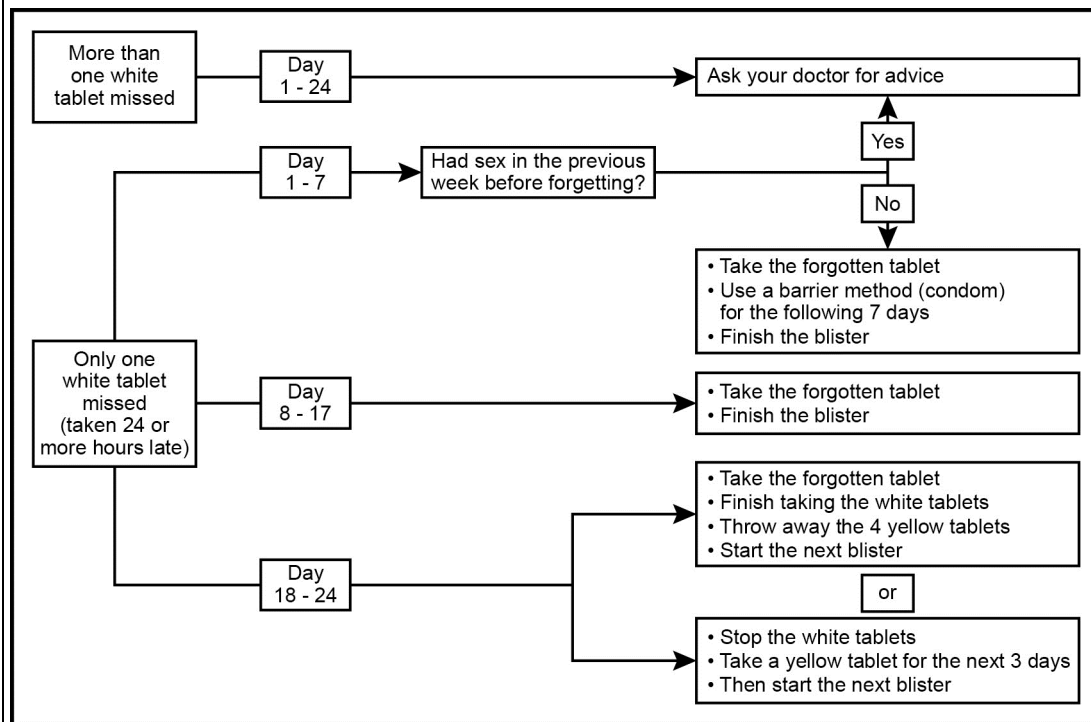 More than
one white
tablet missed
Day
1 - 24
Ask your doctor for advice
Yes
Day
1 - 7
Had sex in the previous
week before forgetting?
No
• Take the forgotten tablet
• Use a barrier method (condom)
for the following 7 days
• Finish the blister
Only one
white tablet
missed
(taken 24 or
more hours late)
Day
8 - 17
• Take the forgotten tablet
• Finish the blister
Day
18 - 24
• Take the forgotten tablet
• Finish taking the white tablets
• Throw away the 4 yellow tablets
• Start the next blister
or
• Stop the white tablets
• Take a yellow tablet for the next 3 days
• Then start the next blister